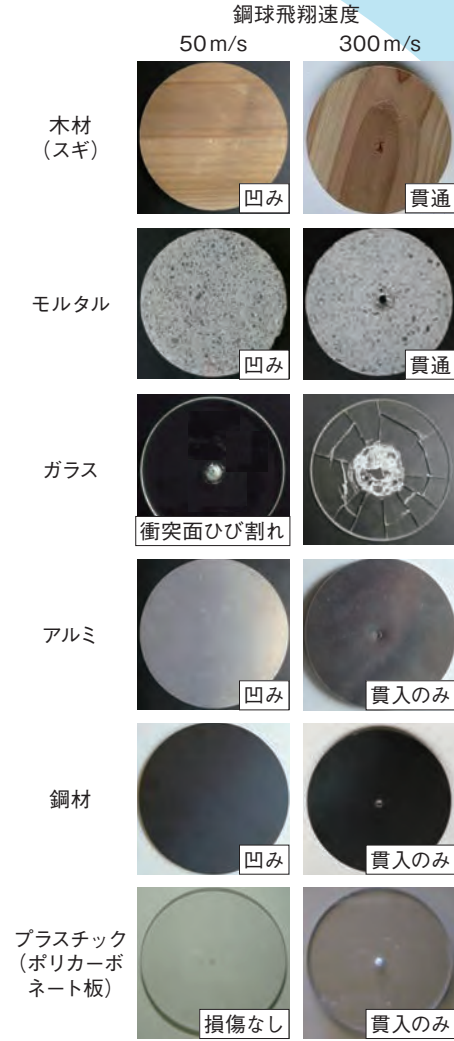 鋼球飛翔速度
50m/s
300m/s
木材
（スギ）
凹み
貫通
モルタル
凹み
貫通
ガラス
衝突面ひび割れ
アルミ
凹み
貫入のみ
鋼材
凹み
貫入のみ
プラスチック
（ポリカーボ
ネート板）
損傷なし
貫入のみ